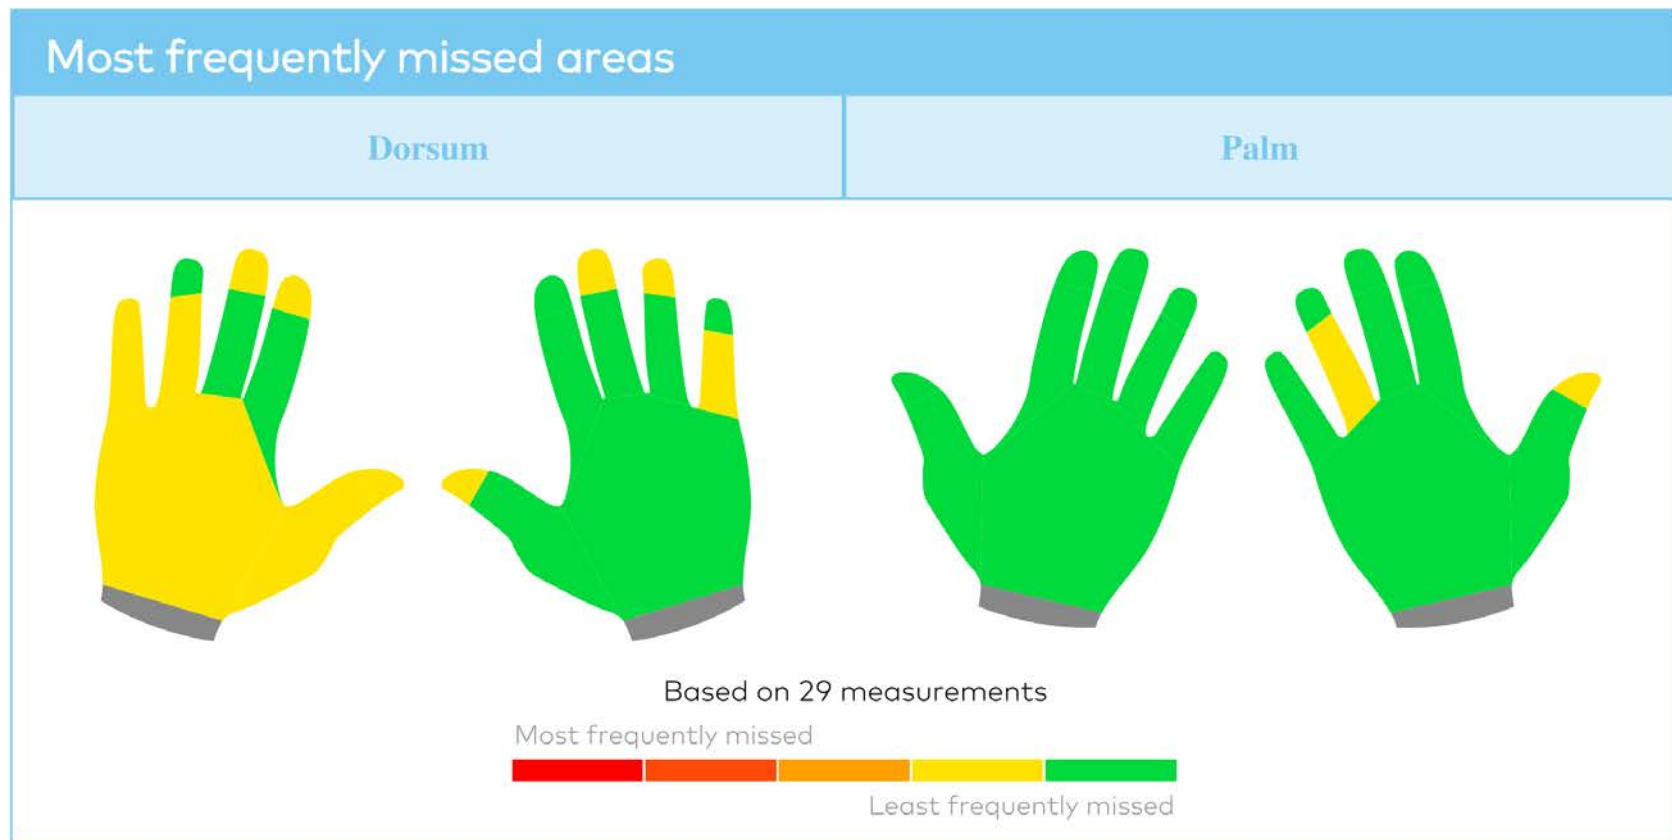 Most frequently missed areas
Dorsum
Palm
Based on 29 measurements
Most frequently missed
Least frequently missed